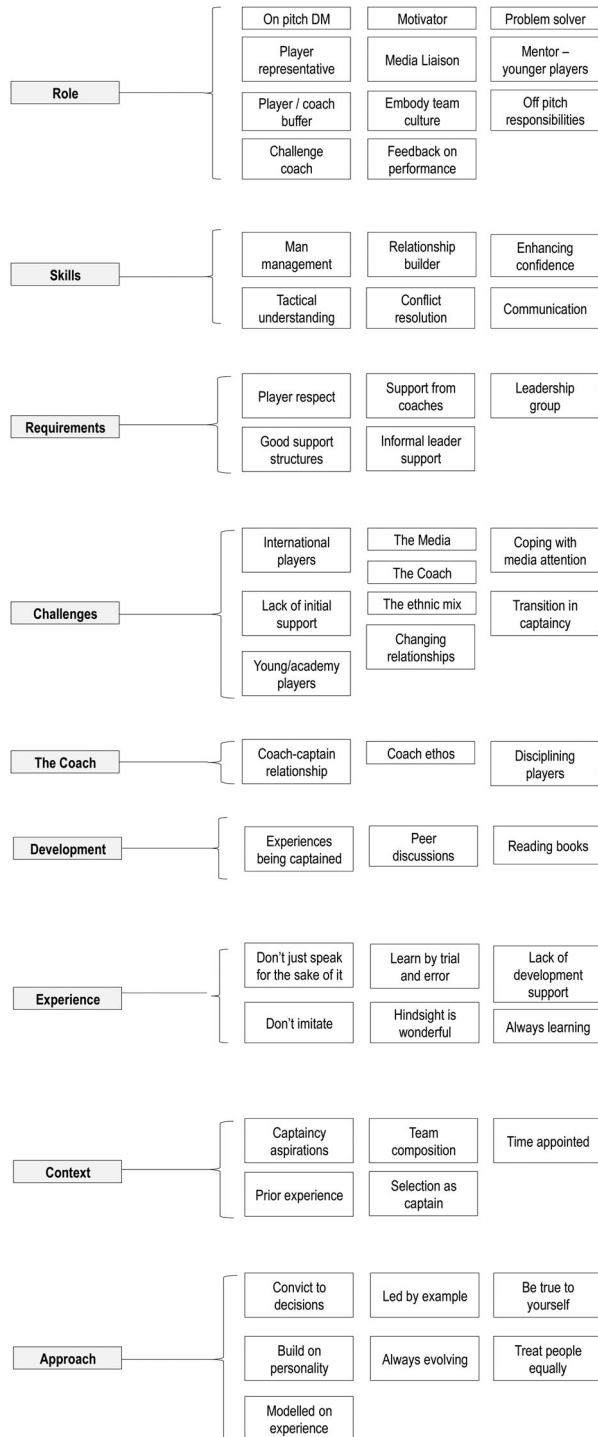 Role
On pitch DM
Motivator
Problem solver
Player
representative
Media Liaison
Mentor –
younger players
Player / coach
buffer
Embody team
culture
Off pitch
responsibilities
Challenge
coach
Feedback on
performance
Skills
Man
management
Relationship
builder
Enhancing
confidence
Tactical
understanding
Conflict
resolution
Communication
Requirements
Player respect
Support from
coaches
Leadership
group
Good support
structures
Informal leader
support
Challenges
International
players
The Media
Coping with
media attention
The Coach
Lack of initial
support
The ethnic mix
Transition in
captaincy
Changing
relationships
Young/academy
players
The Coach
Coach-captain
relationship
Coach ethos
Disciplining
players
Development
Experiences
being captained
Peer
discussions
Reading books
Experience
Don't just speak
for the sake of it
Learn by trial
and error
Lack of
development
support
Don't imitate
Hindsight is
wonderful
Always learning
Context
Captaincy
aspirations
Team
composition
Time appointed
Prior experience
Selection as
captain
Approach
Convict to
decisions
Led by example
Be true to
yourself
Build on
personality
Always evolving
Treat people
equally
Modelled on
experience